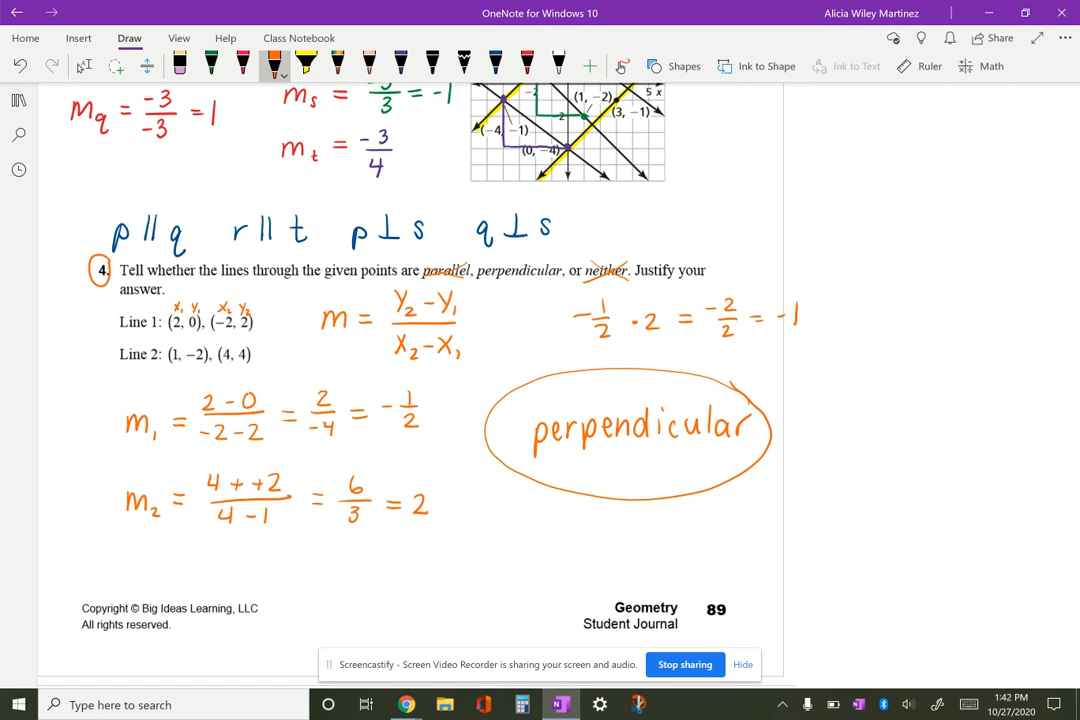 OneNote for Windows 10
Alicia Wiley Martinez
Home Insert Draw View Help Class Notebook
Share
Shapes Ink to Shape Ink to Text Ruler Math
m_q = -3/-3 = 1
m_s = -3/3 = -1
m_t = -3/4
-2
5 x
(1, −2)
(3, −1)
(−4, −1)
2
(0, −4)
p || q r || t p ⊥ s q ⊥ s
4. Tell whether the lines through the given points are parallel, perpendicular, or neither. Justify your
answer.
x₁ y₁ x₂ y₂
Line 1: (2, 0), (−2, 2)
Line 2: (1, −2), (4, 4)
m = y₂ - y₁ / x₂ - x₁
-1/2 · 2 = -2/2 = -1
m₁ = 2 - 0 / -2 - 2 = 2/-4 = -1/2
perpendicular
m₂ = 4 + +2 / 4 - 1 = 6/3 = 2
Copyright © Big Ideas Learning, LLC
All rights reserved.
Geometry 89
Student Journal
Screencastify - Screen Video Recorder is sharing your screen and audio. Stop sharing Hide
Type here to search
1:42 PM
10/27/2020